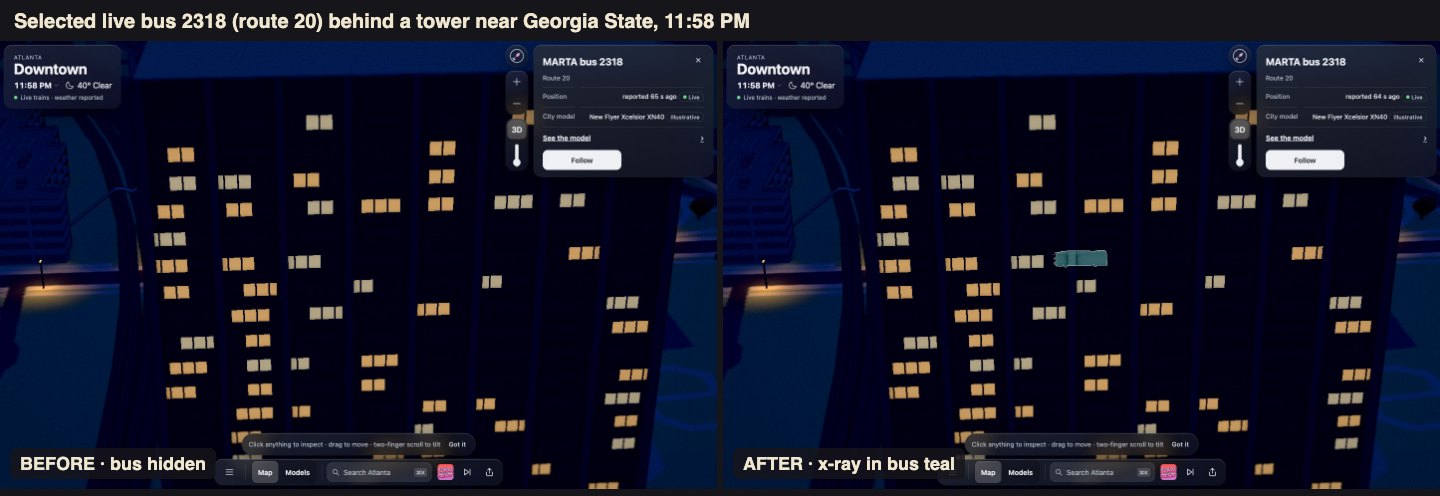 Selected live bus 2318 (route 20) behind a tower near Georgia State, 11:58 PM
ATLANTA
Downtown
11:58 PM 40° Clear
Live trains · weather reported
MARTA bus 2318 ×
Route 20
Position reported 65 s ago Live
City model New Flyer Xcelsior XN40 Illustrative
See the model
Follow
+
−
3D
Click anything to inspect · drag to move · two-finger scroll to tilt Got it
Map Models Search Atlanta ⌘K
BEFORE · bus hidden
ATLANTA
Downtown
11:58 PM 40° Clear
Live trains · weather reported
MARTA bus 2318 ×
Route 20
Position reported 64 s ago Live
City model New Flyer Xcelsior XN40 Illustrative
See the model
Follow
+
−
3D
Click anything to inspect · drag to move · two-finger scroll to tilt Got it
Map Models Search Atlanta ⌘K
AFTER · x-ray in bus teal